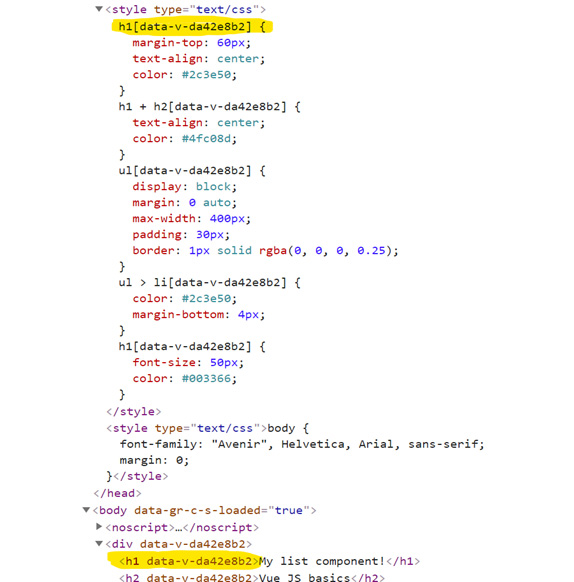 ▼<style type="text/css">
h1[data-v-da42e8b2] {
margin-top: 60px;
text-align: center;
color: #2c3e50;
}
h1 + h2[data-v-da42e8b2] {
text-align: center;
color: #4fc08d;
}
ul[data-v-da42e8b2] {
display: block;
margin: 0 auto;
max-width: 400px;
padding: 30px;
border: 1px solid rgba(0, 0, 0, 0.25);
}
ul > li[data-v-da42e8b2] {
color: #2c3e50;
margin-bottom: 4px;
}
h1[data-v-da42e8b2] {
font-size: 50px;
color: #003366;
}
</style>
<style type="text/css">body {
font-family: "Avenir", Helvetica, Arial, sans-serif;
margin: 0;
}</style>
</head>
▼<body data-gr-c-s-loaded="true">
▶<noscript>…</noscript>
▼<div data-v-da42e8b2>
<h1 data-v-da42e8b2>My list component!</h1>
<h2 data-v-da42e8b2>Vue JS basics</h2>